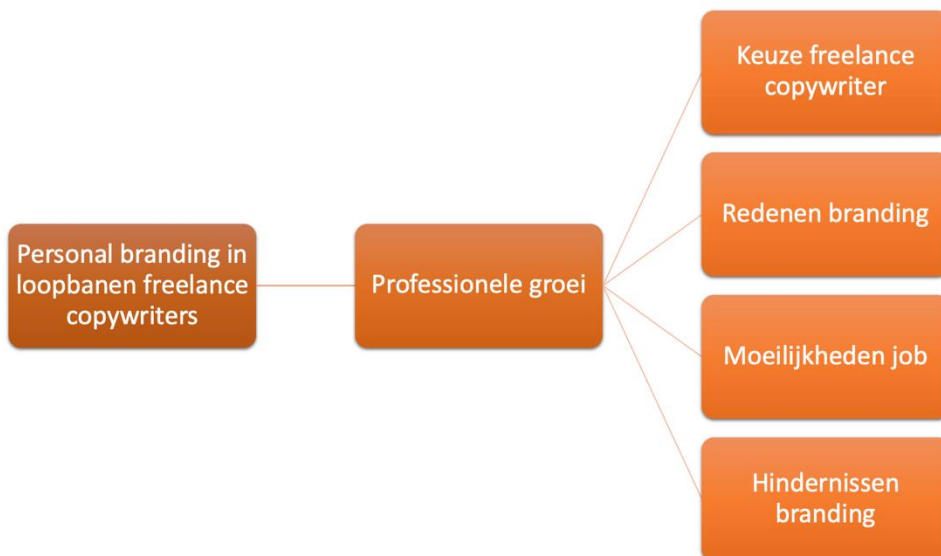 Personal branding in
loopbanen freelance
copywriters
Professionele groei
Keuze freelance
copywriter
Redenen branding
Moeilijkheden job
Hindernissen
branding